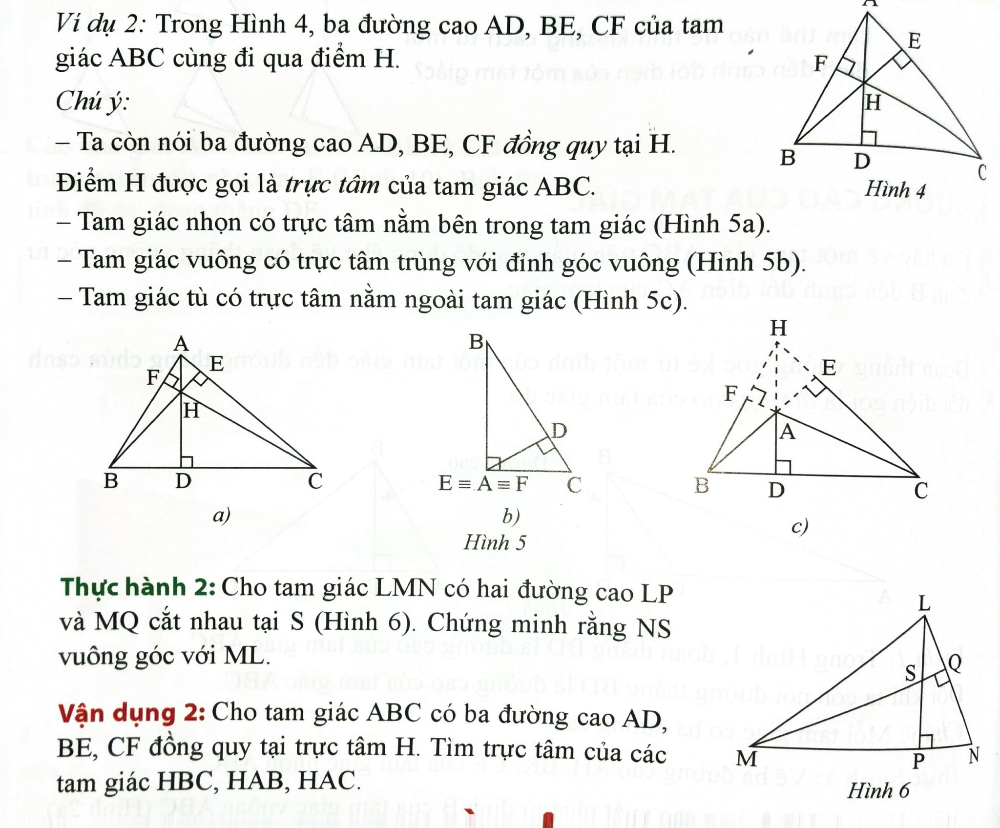 Ví dụ 2: Trong Hình 4, ba đường cao AD, BE, CF của tam
giác ABC cùng đi qua điểm H.
Chú ý:
– Ta còn nói ba đường cao AD, BE, CF đồng quy tại H.
Điểm H được gọi là trực tâm của tam giác ABC.
– Tam giác nhọn có trực tâm nằm bên trong tam giác (Hình 5a).
– Tam giác vuông có trực tâm trùng với đỉnh góc vuông (Hình 5b).
– Tam giác tù có trực tâm nằm ngoài tam giác (Hình 5c).
A
E
F
H
B
D
C
Hình 4
A
E
F
H
B
D
C
a)
B
D
E ≡ A ≡ F
C
b)
H
E
F
A
B
D
C
c)
Hình 5
Thực hành 2: Cho tam giác LMN có hai đường cao LP
và MQ cắt nhau tại S (Hình 6). Chứng minh rằng NS
vuông góc với ML.
Vận dụng 2: Cho tam giác ABC có ba đường cao AD,
BE, CF đồng quy tại trực tâm H. Tìm trực tâm của các
tam giác HBC, HAB, HAC.
L
Q
S
M
P
N
Hình 6